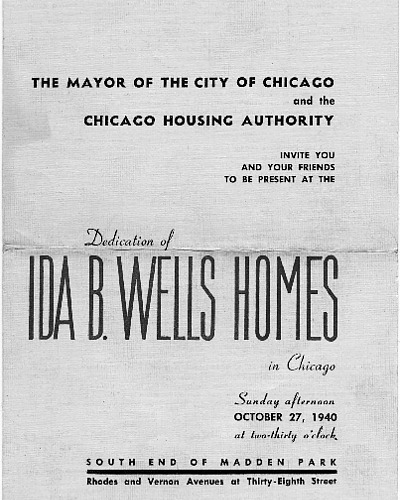 THE MAYOR OF THE CITY OF CHICAGO
and the
CHICAGO HOUSING AUTHORITY
INVITE YOU
AND YOUR FRIENDS
TO BE PRESENT AT THE
Dedication of
IDA B. WELLS HOMES
in Chicago
Sunday afternoon
OCTOBER 27, 1940
at two-thirty o'clock
SOUTH END OF MADDEN PARK
Rhodes and Vernon Avenues at Thirty-Eighth Street